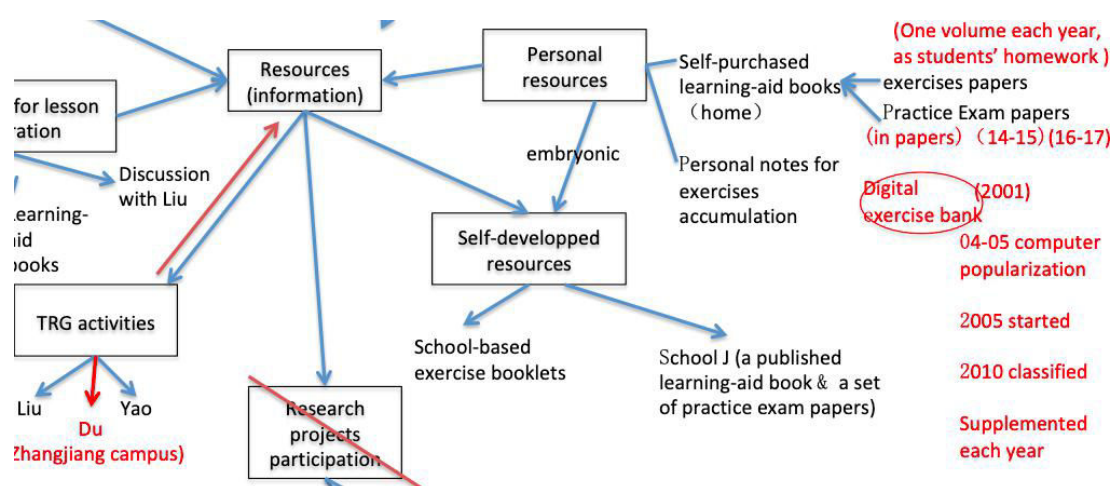 Resources
(information)
Personal
resources
Self-purchased
learning-aid books
（home）
(One volume each year,
as students' homework )
exercises papers
Practice Exam papers
(in papers)（14-15）(16-17)
for lesson
ration
Discussion
with Liu
Learning-
aid
books
embryonic
Personal notes for
exercises
accumulation
Digital
exercise bank
(2001)
04-05 computer
popularization
2005 started
2010 classified
Supplemented
each year
Self-developped
resources
TRG activities
Liu
Du
Zhangjiang campus)
Yao
School-based
exercise booklets
School J (a published
learning-aid book & a set
of practice exam papers)
Research
projects
participation